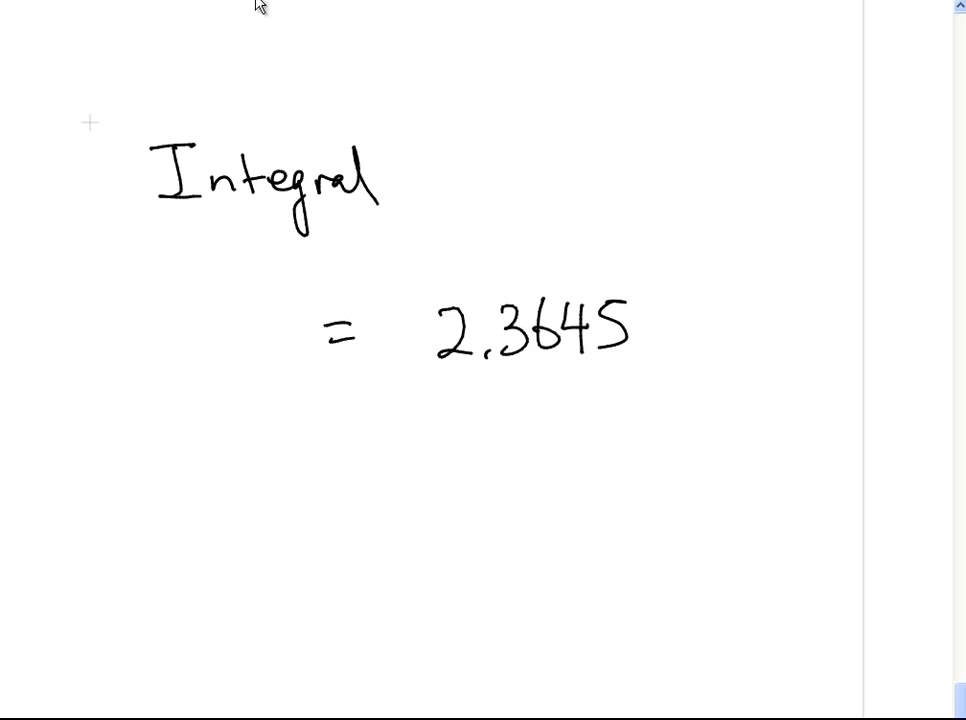 Integral
= 2.3645